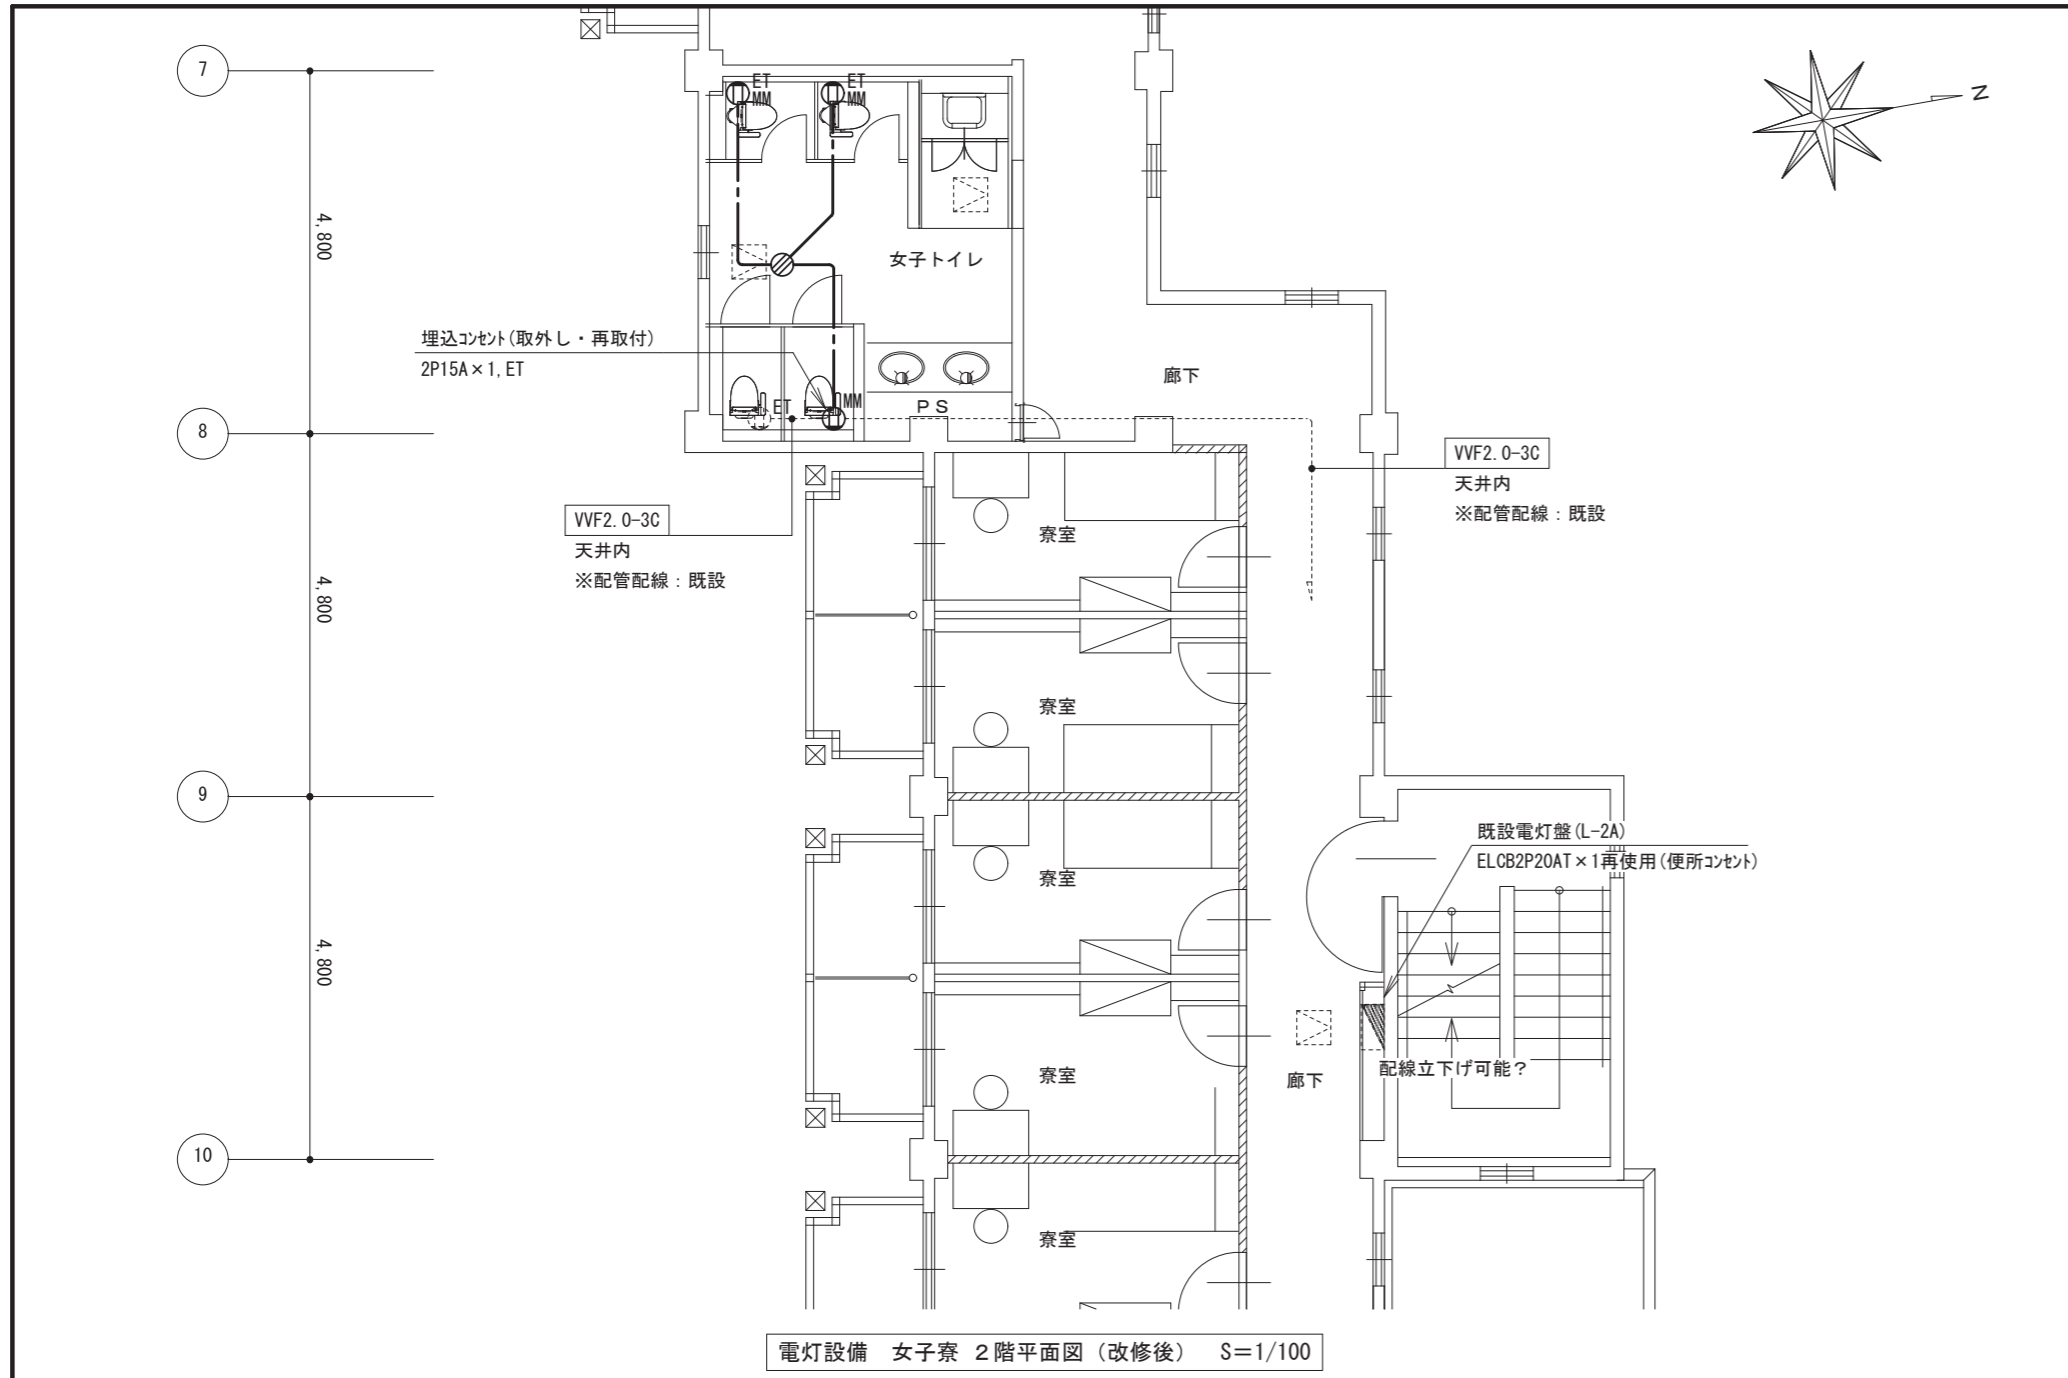 7
ET
MM
ET
MM
N
4,800
女子トイレ
埋込コンセント(取外し・再取付)
2P15A×1,ET
廊下
ET
MM
PS
8
VVF2.0-3C
天井内
※配管配線:既設
VVF2.0-3C
天井内
※配管配線:既設
寮室
4,800
寮室
9
既設電灯盤(L-2A)
ELCB2P20AT×1再使用(便所コンセント)
寮室
4,800
配線立下げ可能?
寮室
廊下
10
寮室
電灯設備 女子寮 2階平面図(改修後) S=1/100